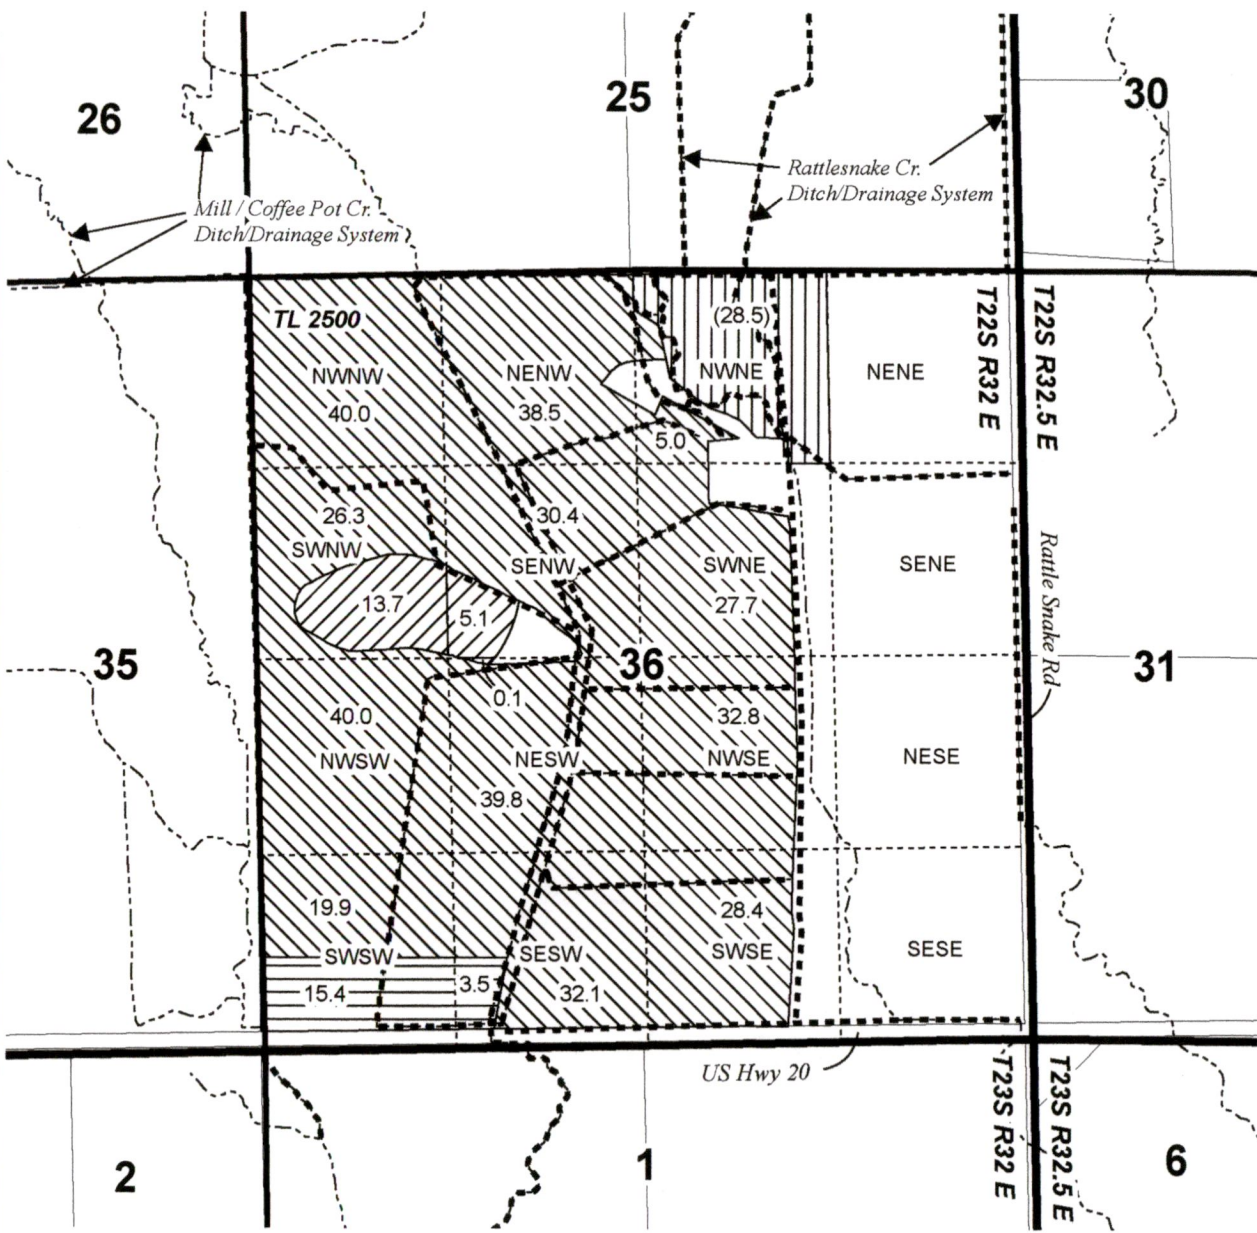 26
25
30
Rattlesnake Cr.
Ditch/Drainage System
Mill / Coffee Pot Cr.
Ditch/Drainage System
TL 2500
(28.5)
T22S R32 E
T22S R32.5 E
NWNW
NENW
NWNE
NENE
40.0
38.5
5.0
26.3
30.4
SWNW
SENW
SWNE
SENE
13.7
5.1
27.7
Rattle Snake Rd
35
36
31
0.1
40.0
32.8
NWSW
NESW
NWSE
NESE
39.8
19.9
28.4
SWSW
SESW
SWSE
SESE
15.4
3.5
32.1
US Hwy 20
T23S R32 E
T23S R32.5 E
2
1
6